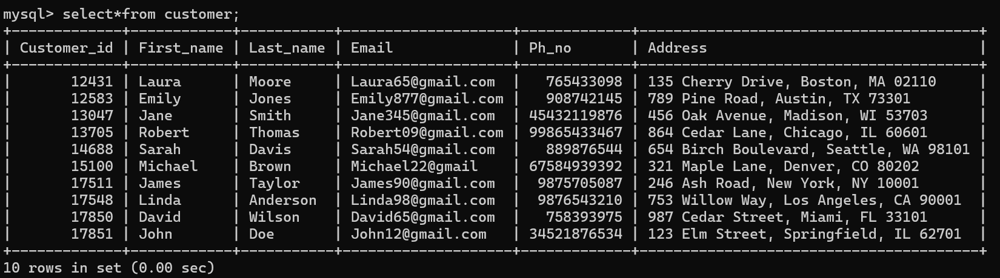 mysql> select*from customer;
+-------------+------------+-----------+--------------------+-------------+----------------------------------------+
| Customer_id | First_name | Last_name | Email              | Ph_no       | Address                                |
+-------------+------------+-----------+--------------------+-------------+----------------------------------------+
|       12431 | Laura      | Moore     | Laura65@gmail.com  |   765433098 | 135 Cherry Drive, Boston, MA 02110     |
|       12583 | Emily      | Jones     | Emily877@gmail.com |   908742145 | 789 Pine Road, Austin, TX 73301        |
|       13047 | Jane       | Smith     | Jane345@gmail.com  | 45432119876 | 456 Oak Avenue, Madison, WI 53703      |
|       13705 | Robert     | Thomas    | Robert09@gmail.com | 99865433467 | 864 Cedar Lane, Chicago, IL 60601      |
|       14688 | Sarah      | Davis     | Sarah54@gmail.com  |   889876544 | 654 Birch Boulevard, Seattle, WA 98101 |
|       15100 | Michael    | Brown     | Michael22@gmail    | 67584939392 | 321 Maple Lane, Denver, CO 80202       |
|       17511 | James      | Taylor    | James90@gmail.com  |  9875705087 | 246 Ash Road, New York, NY 10001       |
|       17548 | Linda      | Anderson  | Linda98@gmail.com  |  9876543210 | 753 Willow Way, Los Angeles, CA 90001  |
|       17850 | David      | Wilson    | David65@gmail.com  |   758393975 | 987 Cedar Street, Miami, FL 33101      |
|       17851 | John       | Doe       | John12@gmail.com   | 34521876534 | 123 Elm Street, Springfield, IL 62701  |
+-------------+------------+-----------+--------------------+-------------+----------------------------------------+
10 rows in set (0.00 sec)